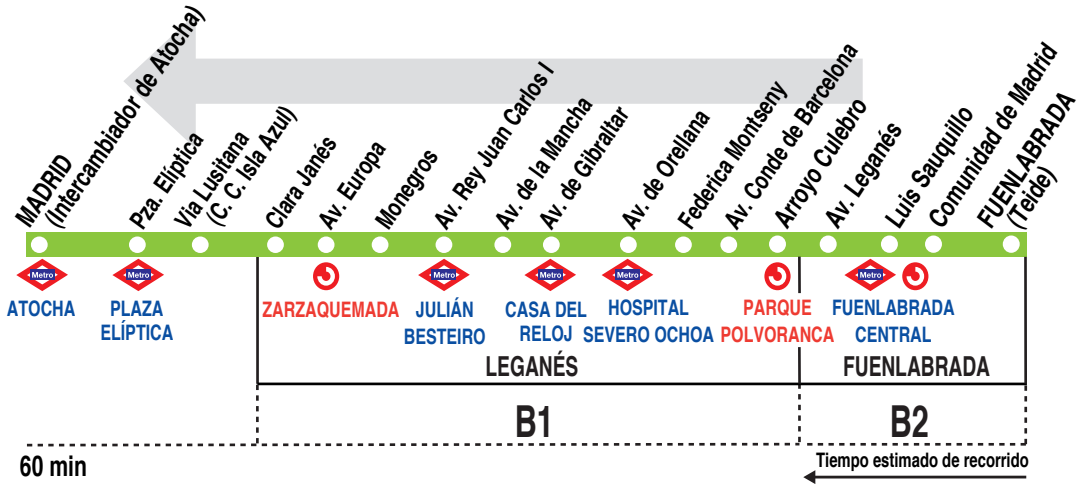 MADRID
(Intercambiador de Atocha)
Pza. Elíptica
Via Lusitana
(C. C. Isla Azul)
Clara Janés
Av. Europa
Monegros
Av. Rey Juan Carlos I
Av. de la Mancha
Av. de Gibraltar
Av. de Orellana
Federica Montseny
Av. Conde de Barcelona
Arroyo Culebro
Av. Leganés
Luis Sauquillo
Comunidad de Madrid
FUENLABRADA
(Teide)
Metro
ATOCHA
Metro
PLAZA
ELÍPTICA
ZARZAQUEMADA
Metro
JULIÁN
BESTEIRO
Metro
CASA DEL
RELOJ
Metro
HOSPITAL
SEVERO OCHOA
PARQUE
POLVORANCA
Metro
FUENLABRADA
CENTRAL
LEGANÉS
FUENLABRADA
B1
B2
60 min
Tiempo estimado de recorrido